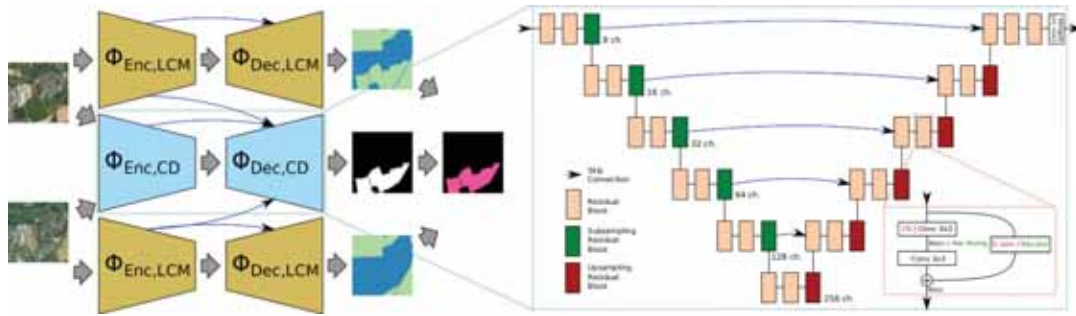 ΦEnc,LCM
ΦDec,LCM
ΦEnc,CD
ΦDec,CD
ΦEnc,LCM
ΦDec,LCM
8 ch.
16 ch.
32 ch.
64 ch.
128 ch.
256 ch.
Skip
Connection
Residual
Block
Subsampling
Residual
Block
Upsampling
Residual
Block
Conv 3x3
Conv 3x3